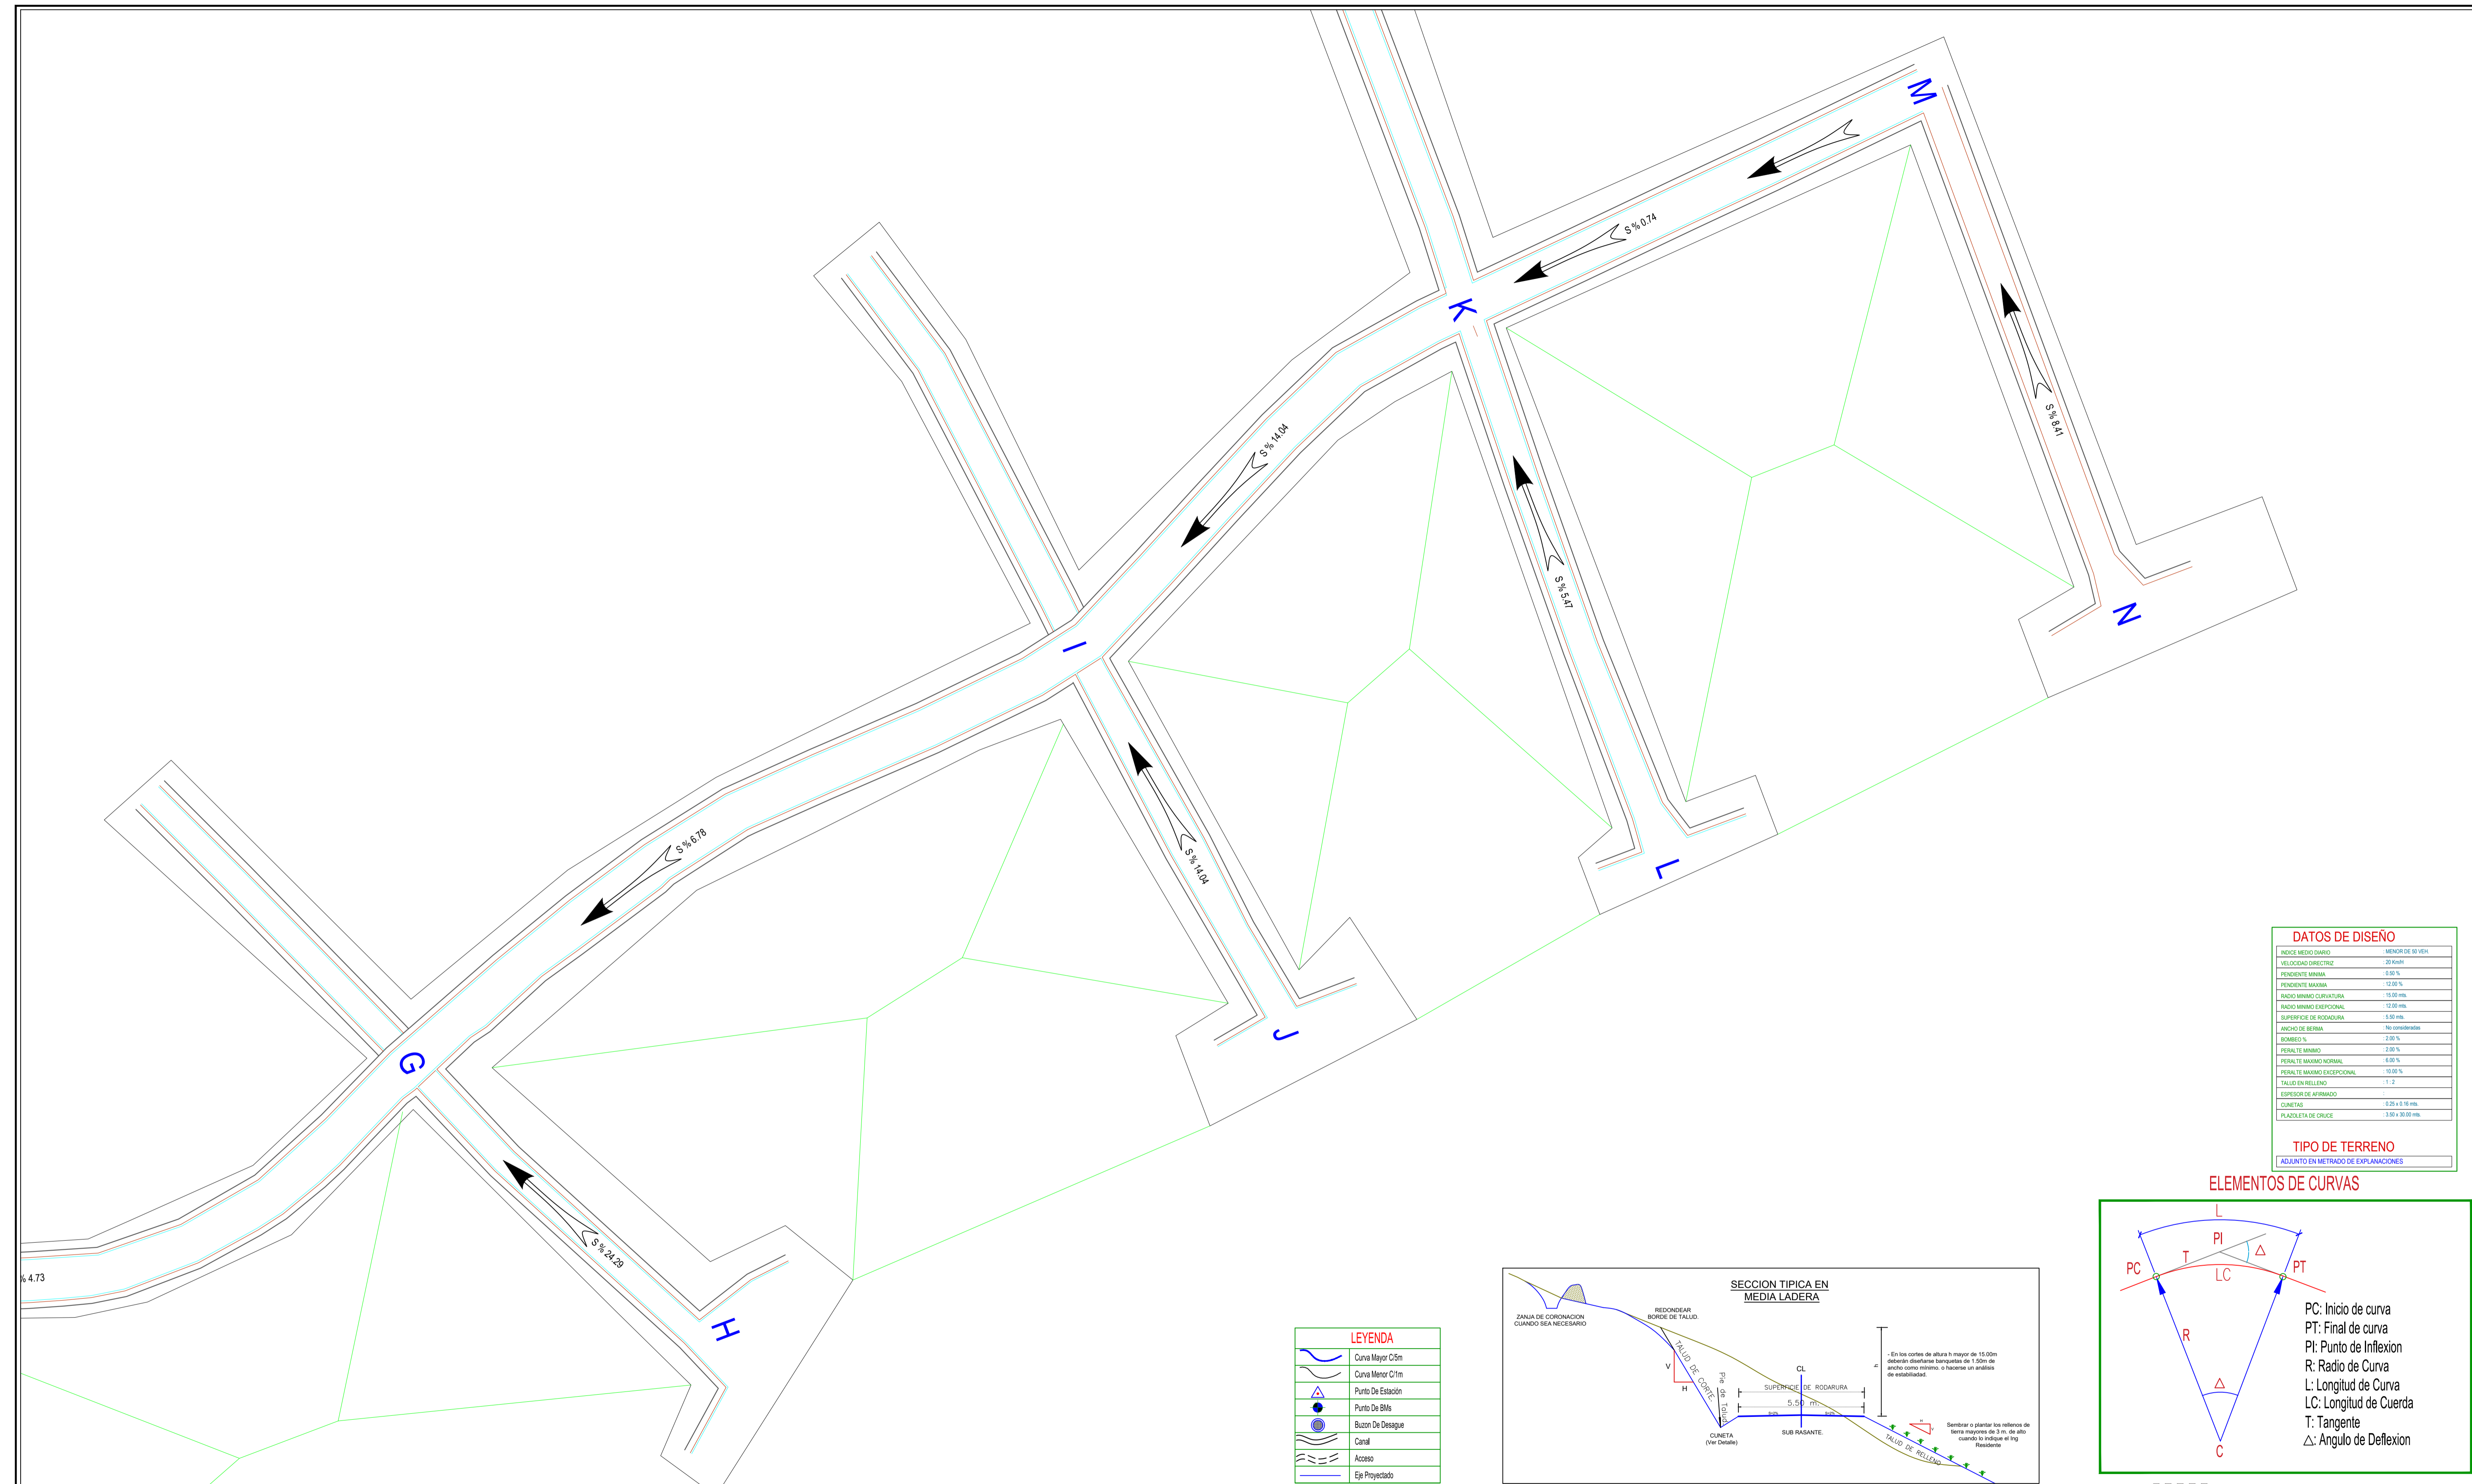 M
S % 0.74
K
S % 14.04
S % 8.41
I
S % 5.47
N
S % 6.78
S % 14.04
L
J
G
S % 24.29
% 4.73
H
DATOS DE DISEÑO
INDICE MEDIO DIARIO : MENOR DE 50 VEH.
VELOCIDAD DIRECTRIZ : 20 Km/H
PENDIENTE MINIMA : 0.50 %
PENDIENTE MAXIMA : 12.00 %
RADIO MINIMO CURVATURA : 15.00 mts.
RADIO MINIMO EXEPCIONAL : 12.00 mts.
SUPERFICIE DE RODADURA : 5.50 mts.
ANCHO DE BERMA : No consideradas
BOMBEO % : 2.00 %
PERALTE MINIMO : 2.00 %
PERALTE MAXIMO NORMAL : 6.00 %
PERALTE MAXIMO EXCEPCIONAL : 10.00 %
TALUD EN RELLENO : 1 : 2
ESPESOR DE AFIRMADO
CUNETAS : 0.25 x 0.16 mts.
PLAZOLETA DE CRUCE : 3.50 x 30.00 mts.
TIPO DE TERRENO
ADJUNTO EN METRADO DE EXPLANACIONES
ELEMENTOS DE CURVAS
L
PI
T
△
PC
LC
PT
R
△
C
PC: Inicio de curva
PT: Final de curva
PI: Punto de Inflexion
R: Radio de Curva
L: Longitud de Curva
LC: Longitud de Cuerda
T: Tangente
△: Angulo de Deflexion
SECCION TIPICA EN
MEDIA LADERA
ZANJA DE CORONACION
CUANDO SEA NECESARIO
REDONDEAR
BORDE DE TALUD.
TALUD DE CORTE.
V
H
Pie de Talud.
CL
SUPERFICIE DE RODARURA
5.50 m.
CUNETA
(Ver Detalle)
SUB RASANTE.
h
- En los cortes de altura h mayor de 15.00m
deberán diseñarse banquetas de 1.50m de
ancho como mínimo, o hacerse un análisis
de estabiliadad.
TALUD DE RELLENO
Sembrar o plantar los rellenos de
tierra mayores de 3 m. de alto
cuando lo indique el Ing
Residente
LEYENDA
Curva Mayor C/5m
Curva Menor C/1m
Punto De Estación
Punto De BMs
Buzon De Desague
Canal
Acceso
Eje Proyectado